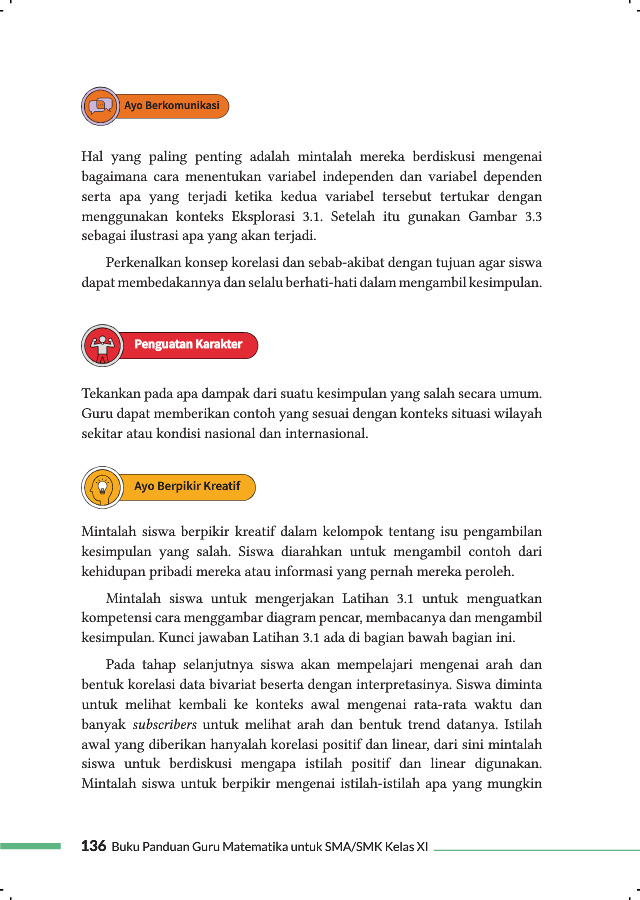 Ayo Berkomunikasi
Hal yang paling penting adalah mintalah mereka berdiskusi mengenai
bagaimana cara menentukan variabel independen dan variabel dependen
serta apa yang terjadi ketika kedua variabel tersebut tertukar dengan
menggunakan konteks Eksplorasi 3.1. Setelah itu gunakan Gambar 3.3
sebagai ilustrasi apa yang akan terjadi.
Perkenalkan konsep korelasi dan sebab-akibat dengan tujuan agar siswa
dapat membedakannya dan selalu berhati-hati dalam mengambil kesimpulan.
Penguatan Karakter
Tekankan pada apa dampak dari suatu kesimpulan yang salah secara umum.
Guru dapat memberikan contoh yang sesuai dengan konteks situasi wilayah
sekitar atau kondisi nasional dan internasional.
Ayo Berpikir Kreatif
Mintalah siswa berpikir kreatif dalam kelompok tentang isu pengambilan
kesimpulan yang salah. Siswa diarahkan untuk mengambil contoh dari
kehidupan pribadi mereka atau informasi yang pernah mereka peroleh.
Mintalah siswa untuk mengerjakan Latihan 3.1 untuk menguatkan
kompetensi cara menggambar diagram pencar, membacanya dan mengambil
kesimpulan. Kunci jawaban Latihan 3.1 ada di bagian bawah bagian ini.
Pada tahap selanjutnya siswa akan mempelajari mengenai arah dan
bentuk korelasi data bivariat beserta dengan interpretasinya. Siswa diminta
untuk melihat kembali ke konteks awal mengenai rata-rata waktu dan
banyak subscribers untuk melihat arah dan bentuk trend datanya. Istilah
awal yang diberikan hanyalah korelasi positif dan linear, dari sini mintalah
siswa untuk berdiskusi mengapa istilah positif dan linear digunakan.
Mintalah siswa untuk berpikir mengenai istilah-istilah apa yang mungkin
136 Buku Panduan Guru Matematika untuk SMA/SMK Kelas XI